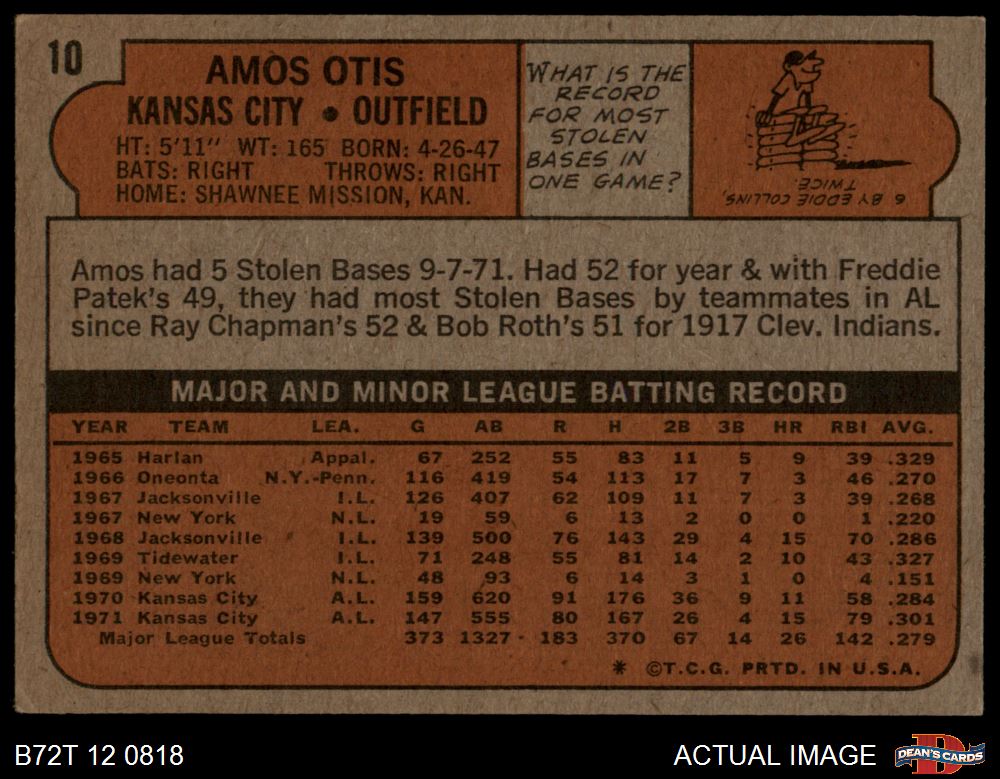 10
AMOS OTIS
KANSAS CITY • OUTFIELD
HT: 5'11" WT: 165 BORN: 4-26-47
BATS: RIGHT THROWS: RIGHT
HOME: SHAWNEE MISSION, KAN.
WHAT IS THE
RECORD
FOR MOST
STOLEN
BASES IN
ONE GAME?
6 BY EDDIE COLLINS,
TWICE.
Amos had 5 Stolen Bases 9-7-71. Had 52 for year & with Freddie
Patek's 49, they had most Stolen Bases by teammates in AL
since Ray Chapman's 52 & Bob Roth's 51 for 1917 Clev. Indians.
MAJOR AND MINOR LEAGUE BATTING RECORD
YEAR TEAM LEA. G AB R H 2B 3B HR RBI AVG.
1965 Harlan Appal. 67 252 55 83 11 5 9 39 .329
1966 Oneonta N.Y.-Penn. 116 419 54 113 17 7 3 46 .270
1967 Jacksonville I.L. 126 407 62 109 11 7 3 39 .268
1967 New York N.L. 19 59 6 13 2 0 0 1 .220
1968 Jacksonville I.L. 139 500 76 143 29 4 15 70 .286
1969 Tidewater I.L. 71 248 55 81 14 2 10 43 .327
1969 New York N.L. 48 93 6 14 3 1 0 4 .151
1970 Kansas City A.L. 159 620 91 176 36 9 11 58 .284
1971 Kansas City A.L. 147 555 80 167 26 4 15 79 .301
Major League Totals 373 1327 183 370 67 14 26 142 .279
* ©T.C.G. PRTD. IN U.S.A.
B72T 12 0818 ACTUAL IMAGE DEAN'S CARDS